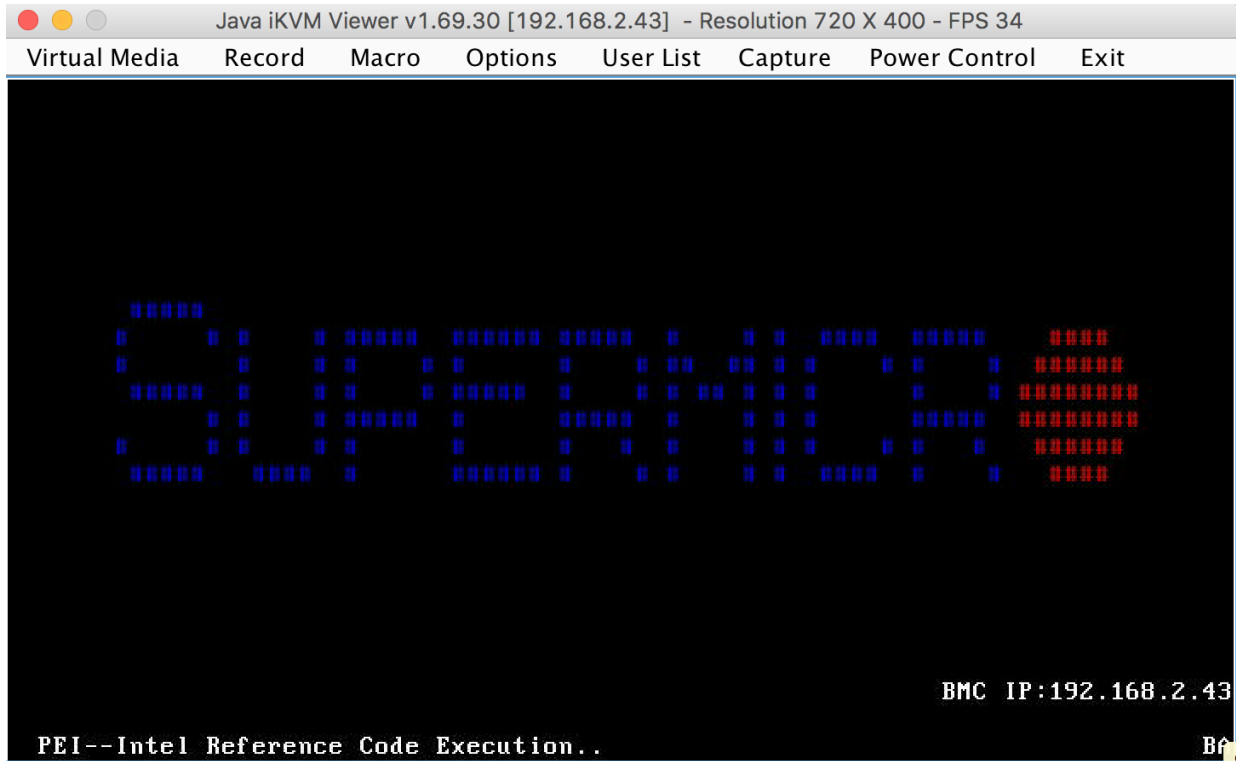 Java iKVM Viewer v1.69.30 [192.168.2.43] - Resolution 720 X 400 - FPS 34
Virtual Media Record Macro Options User List Capture Power Control Exit
SUPERMICR
BMC IP:192.168.2.43
PEI--Intel Reference Code Execution.. BA